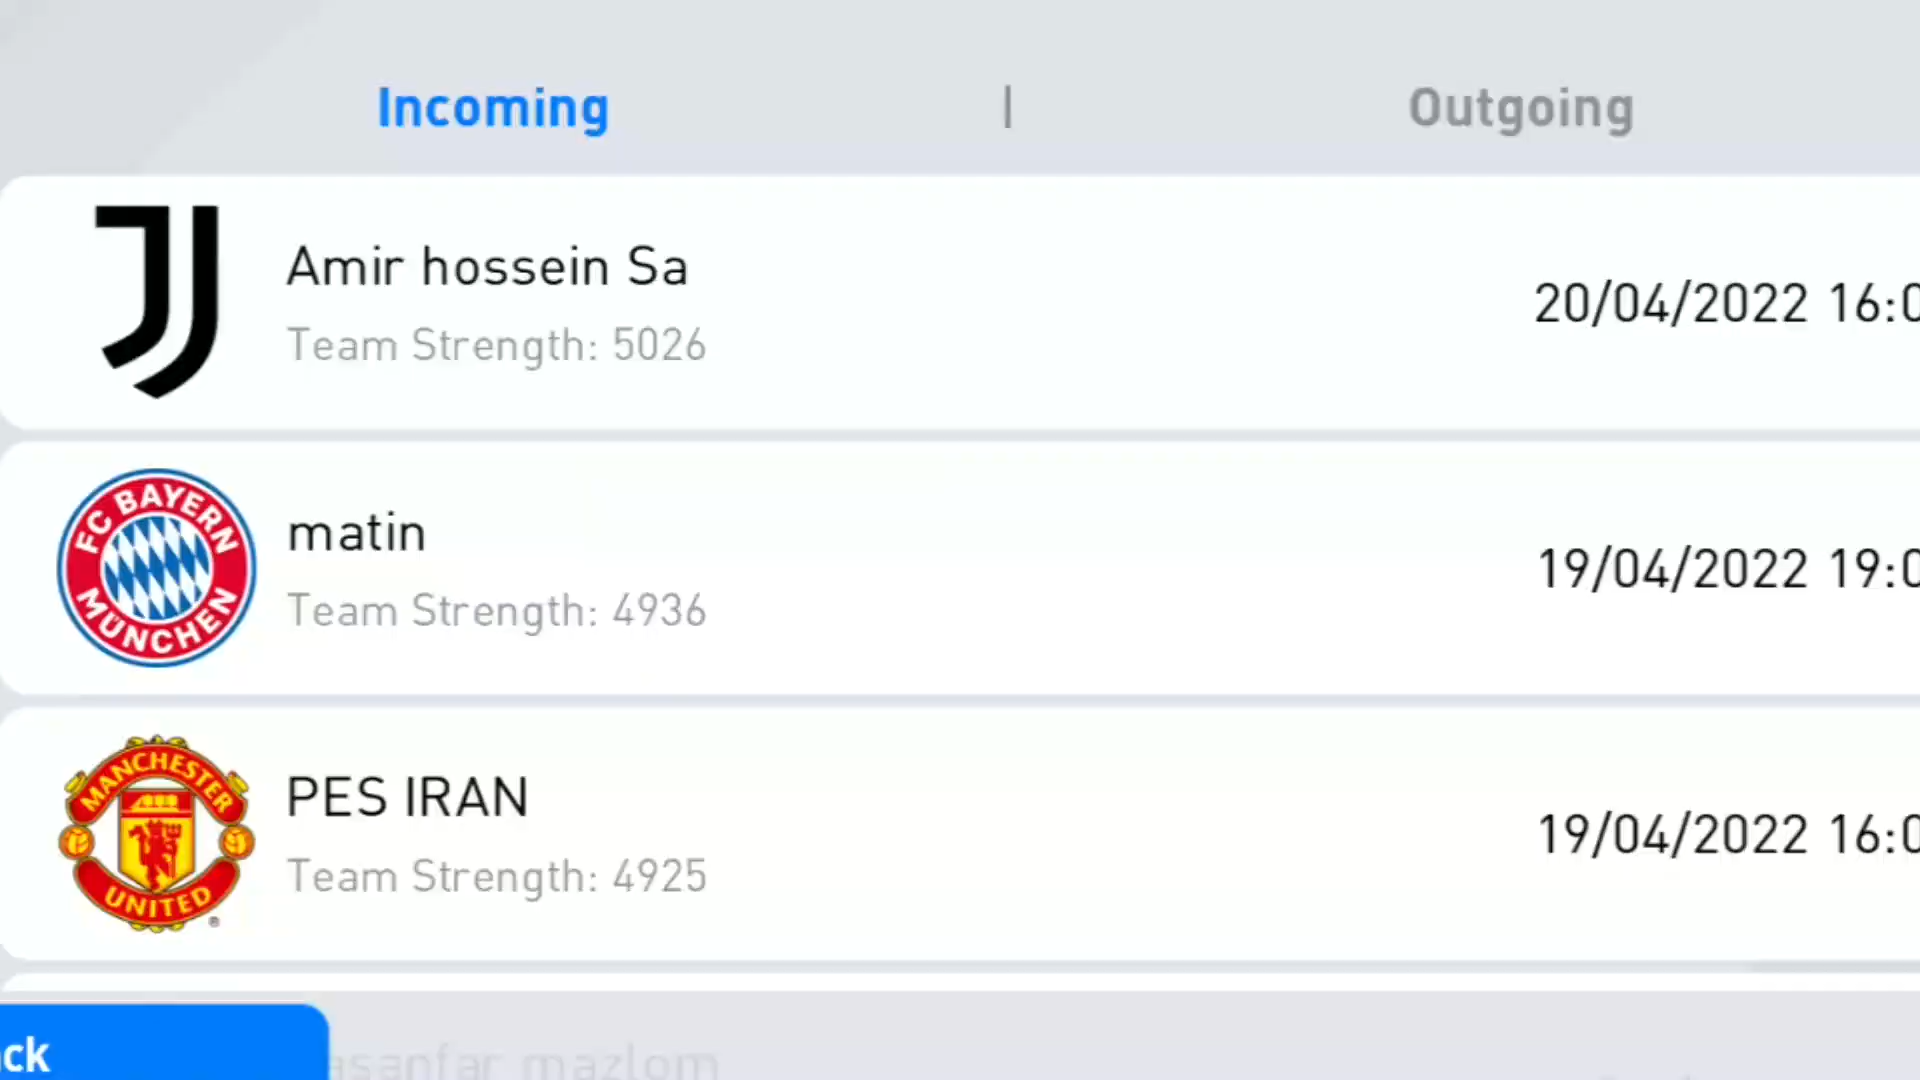 Incoming | Outgoing
Amir hossein Sa
Team Strength: 5026
20/04/2022 16:0
FC BAYERN
MÜNCHEN
matin
Team Strength: 4936
19/04/2022 19:0
MANCHESTER
UNITED
PES IRAN
Team Strength: 4925
19/04/2022 16:0
ck
asanfar mazlom